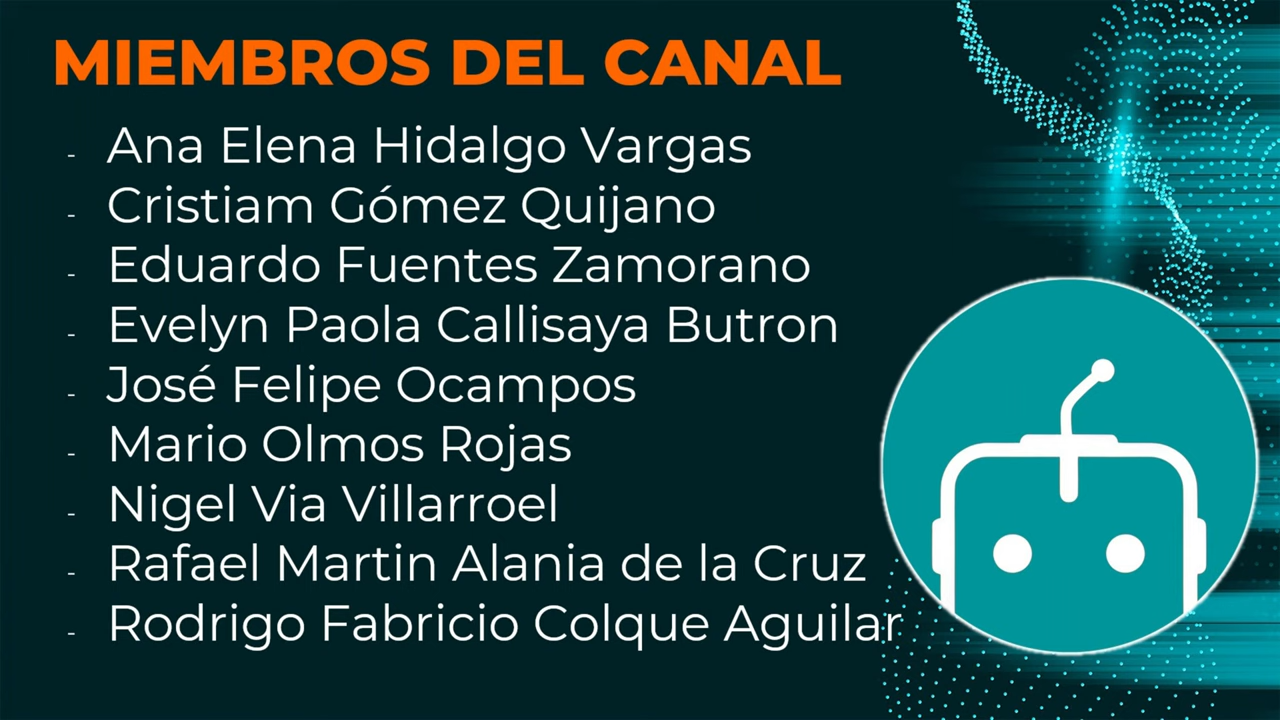 MIEMBROS DEL CANAL
- Ana Elena Hidalgo Vargas
- Cristiam Gómez Quijano
- Eduardo Fuentes Zamorano
- Evelyn Paola Callisaya Butron
- José Felipe Ocampos
- Mario Olmos Rojas
- Nigel Via Villarroel
- Rafael Martin Alania de la Cruz
- Rodrigo Fabricio Colque Aguilar